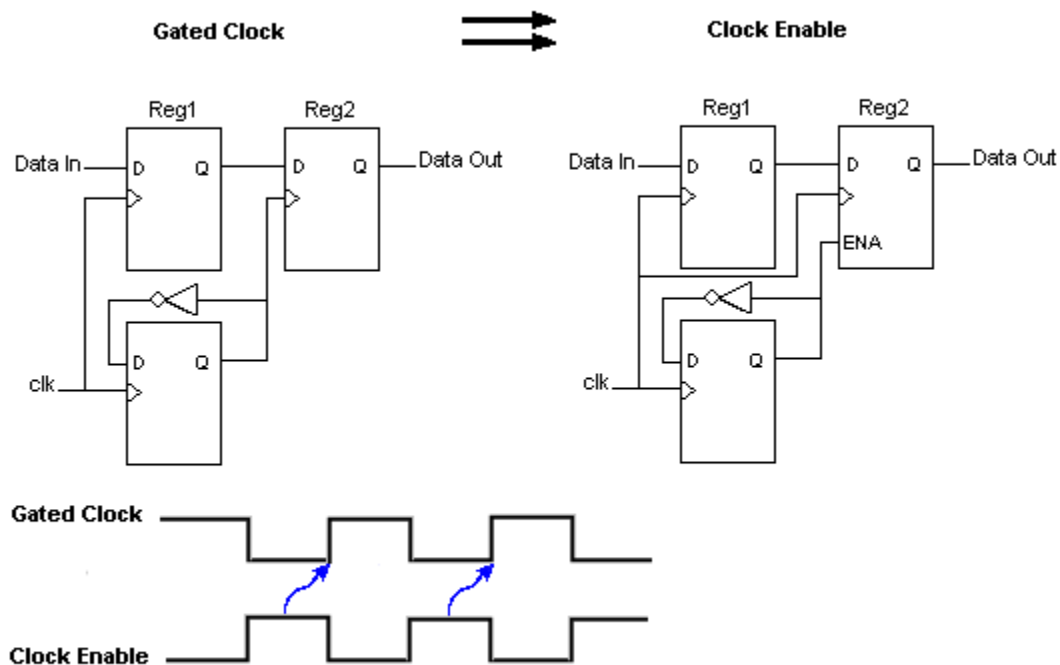 Gated Clock
Clock Enable
Reg1
Reg2
Reg1
Reg2
Data In
D
Q
D
Q
Data Out
Data In
D
Q
D
Q
Data Out
ENA
D
Q
D
Q
clk
clk
Gated Clock
Clock Enable